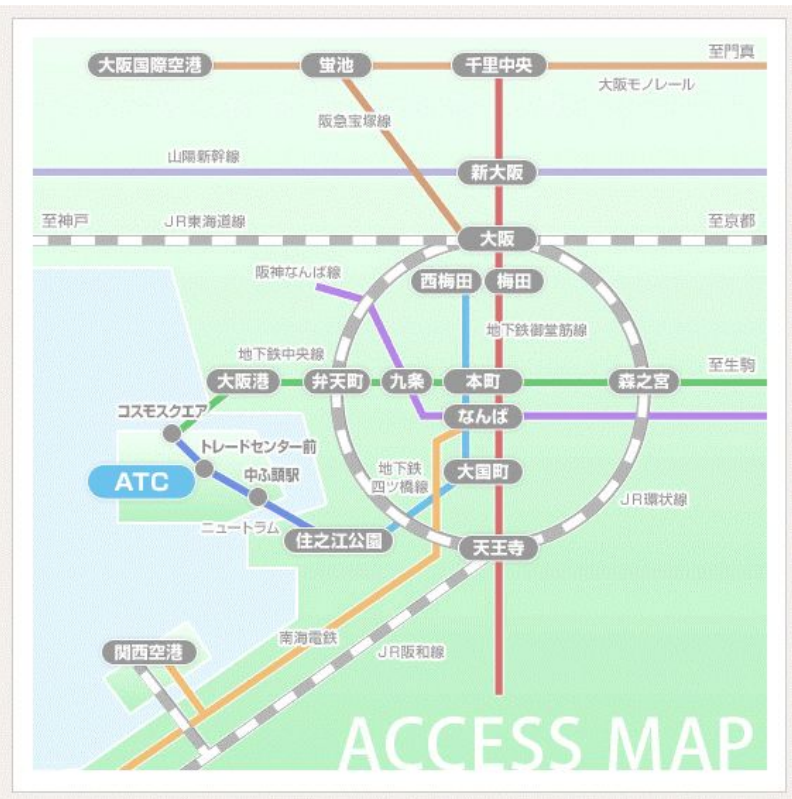 至門真
大阪国際空港
蛍池
千里中央
大阪モノレール
阪急宝塚線
山陽新幹線
新大阪
至神戸
JR東海道線
至京都
大阪
阪神なんば線
西梅田
梅田
地下鉄御堂筋線
地下鉄中央線
至生駒
大阪港
弁天町
九条
本町
森之宮
コスモスクエア
なんば
トレードセンター前
ATC
中ふ頭駅
地下鉄
四ツ橋線
大国町
JR環状線
ニュートラム
住之江公園
天王寺
南海電鉄
関西空港
JR阪和線
ACCESS MAP